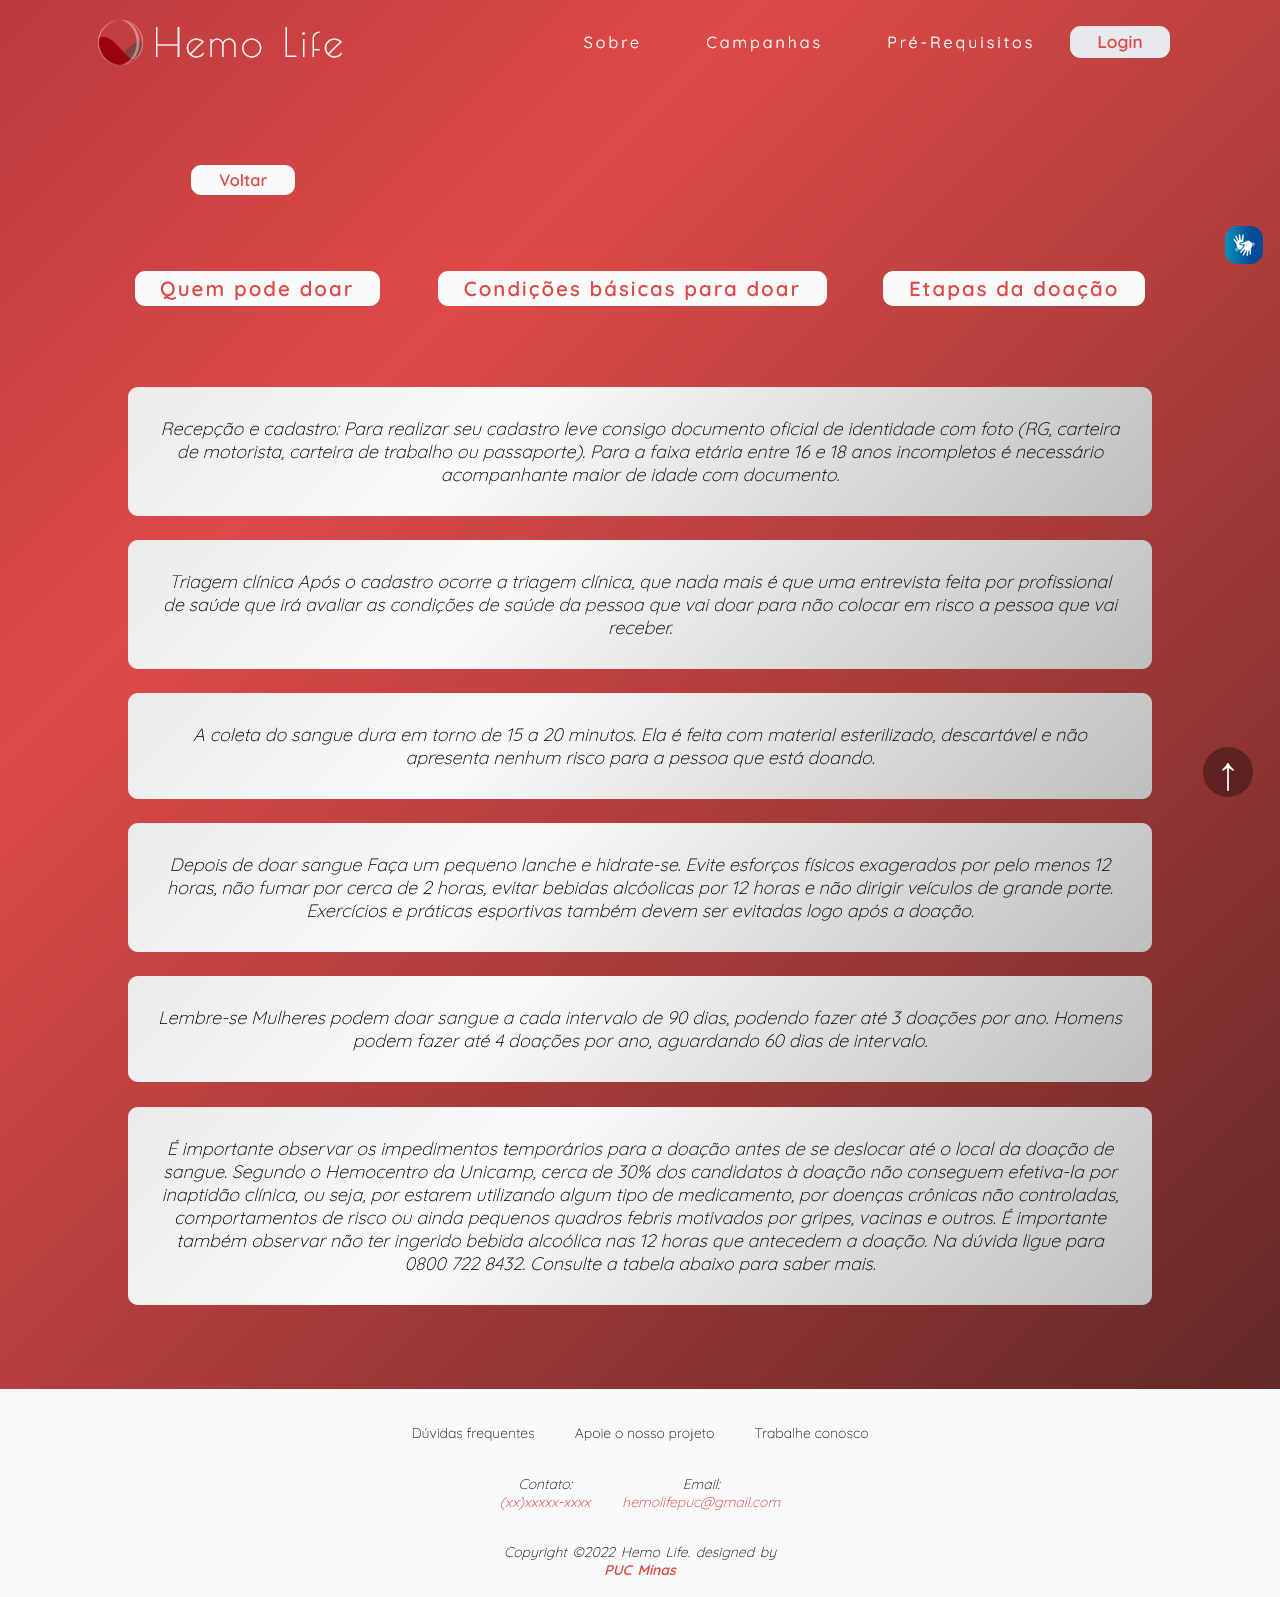 Hemo Life
Sobre
Campanhas
Pré-Requisitos
Login
Voltar
Quem pode doar
Condições básicas para doar
Etapas da doação
Recepção e cadastro: Para realizar seu cadastro leve consigo documento oficial de identidade com foto (RG, carteira
de motorista, carteira de trabalho ou passaporte). Para a faixa etária entre 16 e 18 anos incompletos é necessário
acompanhante maior de idade com documento.
Triagem clínica Após o cadastro ocorre a triagem clínica, que nada mais é que uma entrevista feita por profissional
de saúde que irá avaliar as condições de saúde da pessoa que vai doar para não colocar em risco a pessoa que vai
receber.
A coleta do sangue dura em torno de 15 a 20 minutos. Ela é feita com material esterilizado, descartável e não
apresenta nenhum risco para a pessoa que está doando.
Depois de doar sangue Faça um pequeno lanche e hidrate-se. Evite esforços físicos exagerados por pelo menos 12
horas, não fumar por cerca de 2 horas, evitar bebidas alcóolicas por 12 horas e não dirigir veículos de grande porte.
Exercícios e práticas esportivas também devem ser evitadas logo após a doação.
Lembre-se Mulheres podem doar sangue a cada intervalo de 90 dias, podendo fazer até 3 doações por ano. Homens
podem fazer até 4 doações por ano, aguardando 60 dias de intervalo.
É importante observar os impedimentos temporários para a doação antes de se deslocar até o local da doação de
sangue. Segundo o Hemocentro da Unicamp, cerca de 30% dos candidatos à doação não conseguem efetiva-la por
inaptidão clínica, ou seja, por estarem utilizando algum tipo de medicamento, por doenças crônicas não controladas,
comportamentos de risco ou ainda pequenos quadros febris motivados por gripes, vacinas e outros. É importante
também observar não ter ingerido bebida alcoólica nas 12 horas que antecedem a doação. Na dúvida ligue para
0800 722 8432. Consulte a tabela abaixo para saber mais.
↑
Dúvidas frequentes
Apoie o nosso projeto
Trabalhe conosco
Contato:
(xx)xxxxx-xxxx
Email:
hemolifepuc@gmail.com
Copyright ©2022 Hemo Life. designed by
PUC Minas